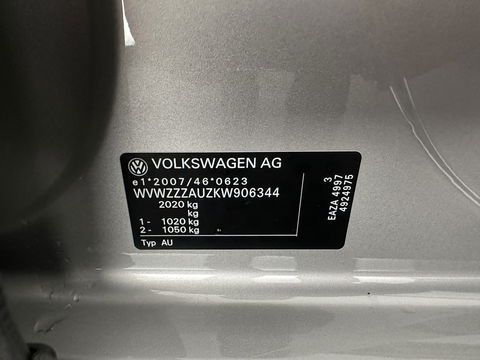 VOLKSWAGEN AG
e1*2007/46*0623
WVWZZZAUZKW906344
2020 kg
kg
1- 1020 kg
2- 1050 kg
Typ AU
3
EAZA 4997
4924975